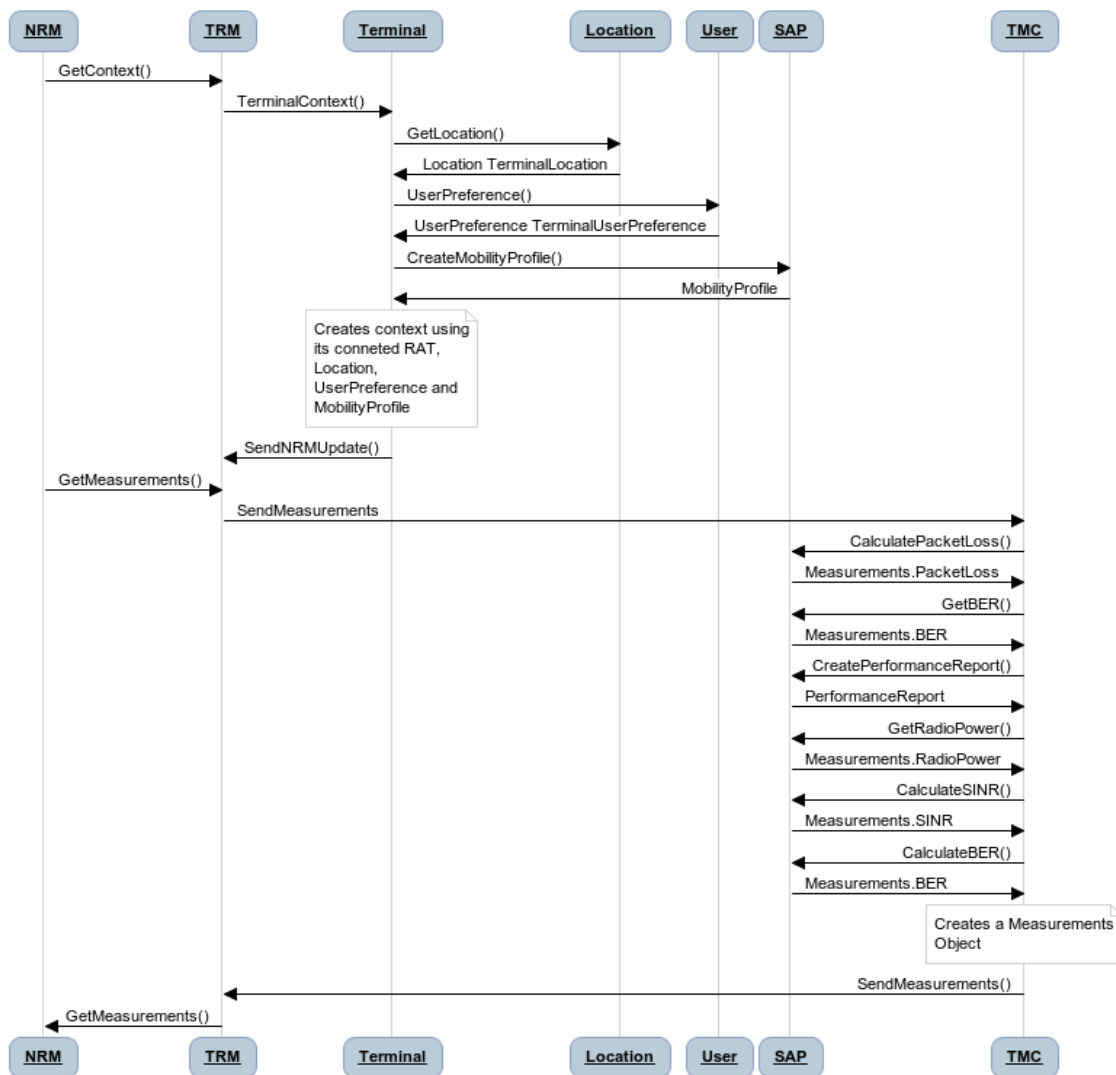 NRM TRM Terminal Location User SAP TMC
GetContext()
TerminalContext()
GetLocation()
Location TerminalLocation
UserPreference()
UserPreference TerminalUserPreference
CreateMobilityProfile()
MobilityProfile
Creates context using
its conneted RAT,
Location,
UserPreference and
MobilityProfile
SendNRMUpdate()
GetMeasurements()
SendMeasurements
CalculatePacketLoss()
Measurements.PacketLoss
GetBER()
Measurements.BER
CreatePerformanceReport()
PerformanceReport
GetRadioPower()
Measurements.RadioPower
CalculateSINR()
Measurements.SINR
CalculateBER()
Measurements.BER
Creates a Measurements
Object
SendMeasurements()
GetMeasurements()
NRM TRM Terminal Location User SAP TMC